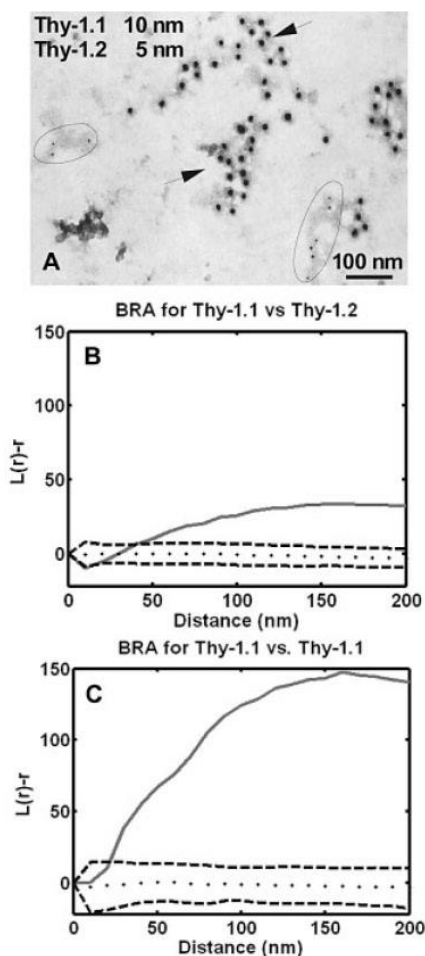 Thy-1.1 10 nm
Thy-1.2 5 nm
A
100 nm
BRA for Thy-1.1 vs Thy-1.2
150
B
100
L(r)-r
50
0
0 50 100 150 200
Distance (nm)
BRA for Thy-1.1 vs. Thy-1.1
150
C
100
L(r)-r
50
0
0 50 100 150 200
Distance (nm)